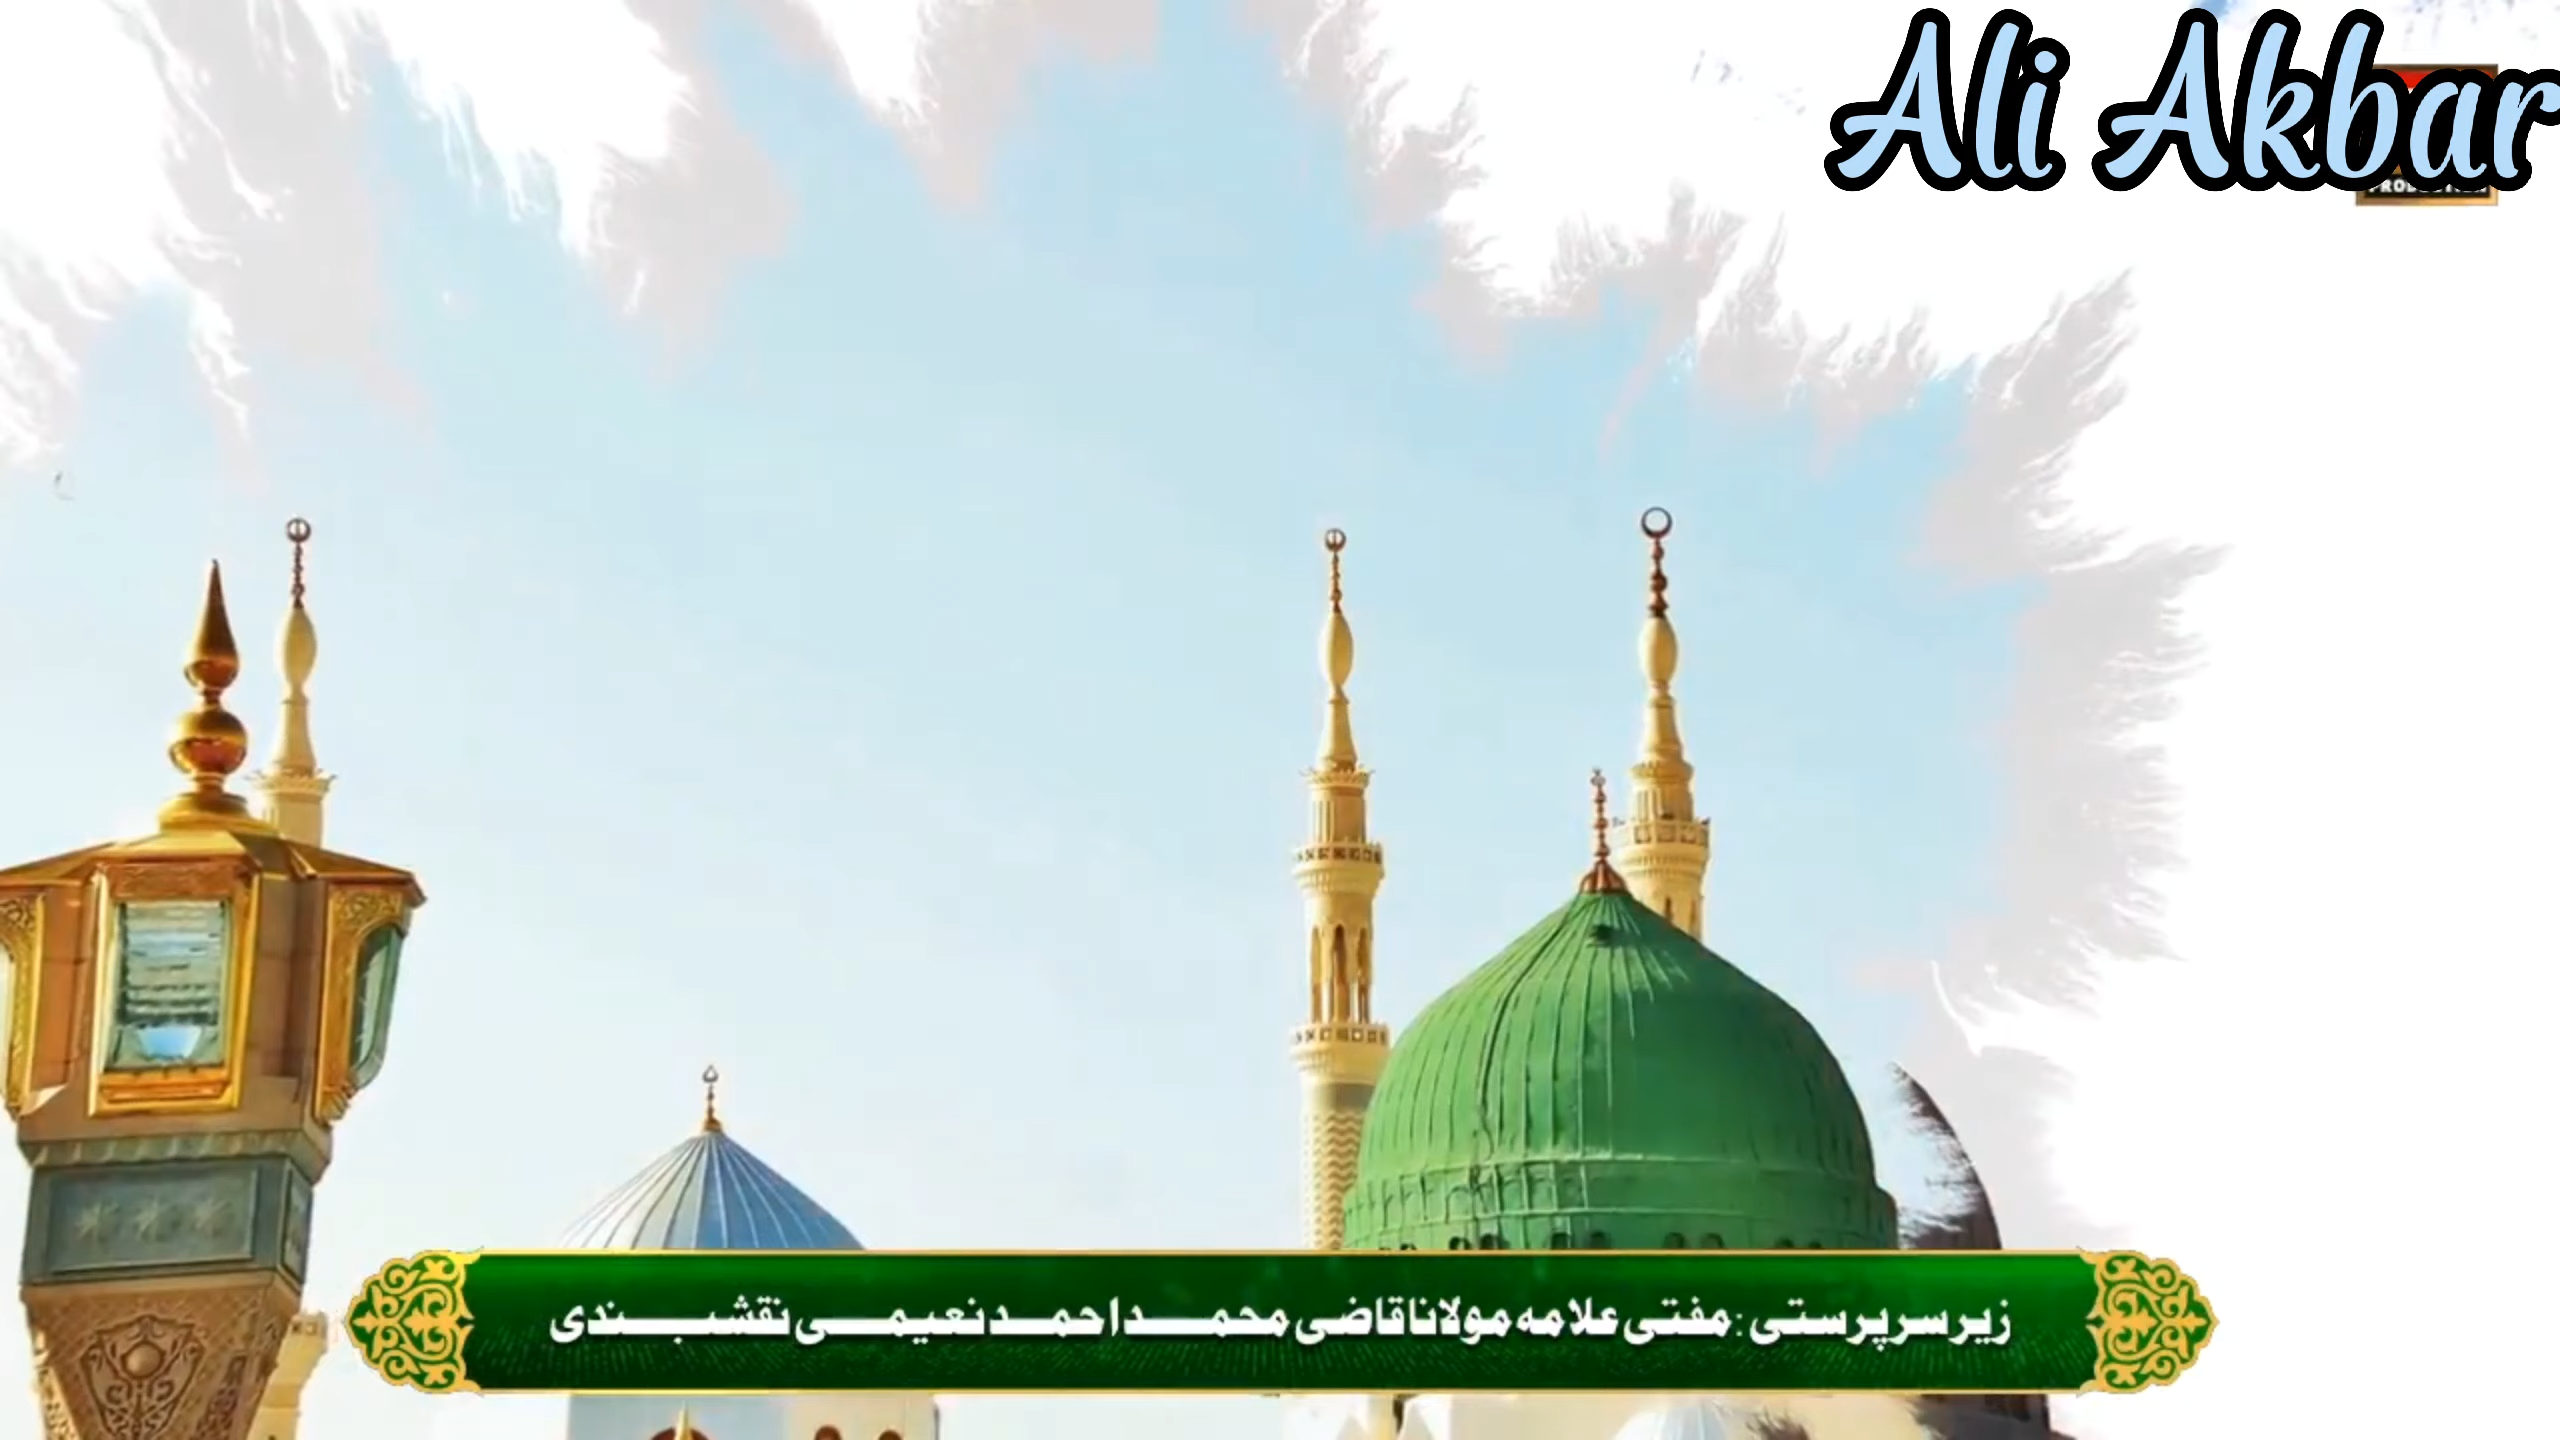 Ali Akbar
زیر سرپرستی : مفتی علامہ مولانا قاضی محمد احمد نعیمی نقشبندی